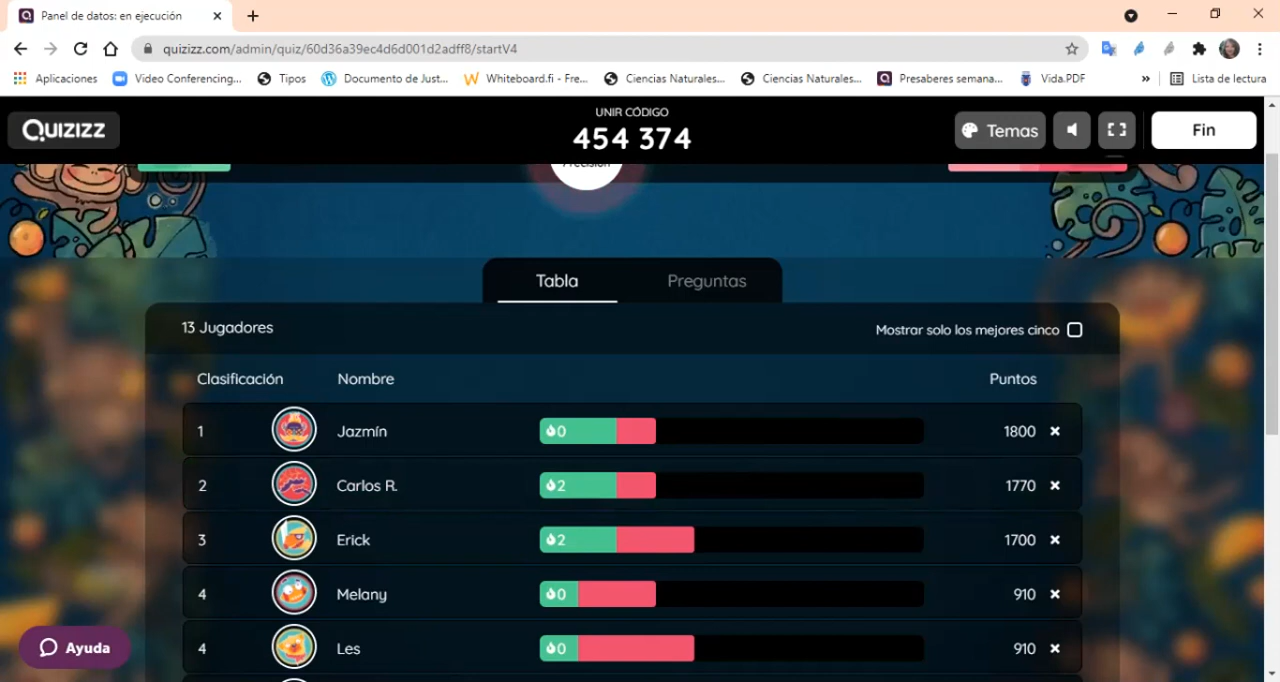 Panel de datos: en ejecución
quizizz.com/admin/quiz/60d36a39ec4d6d001d2adff8/startV4
Aplicaciones Video Conferencing... Tipos Documento de Just... Whiteboard.fi - Fre... Ciencias Naturales... Ciencias Naturales... Presaberes semana... Vida.PDF » Lista de lectura
Quizizz
UNIR CÓDIGO
454 374
Temas
Fin
Precisión
Tabla Preguntas
13 Jugadores Mostrar solo los mejores cinco
Clasificación Nombre Puntos
1 Jazmín 0 1800
2 Carlos R. 2 1770
3 Erick 2 1700
4 Melany 0 910
4 Les 0 910
Ayuda